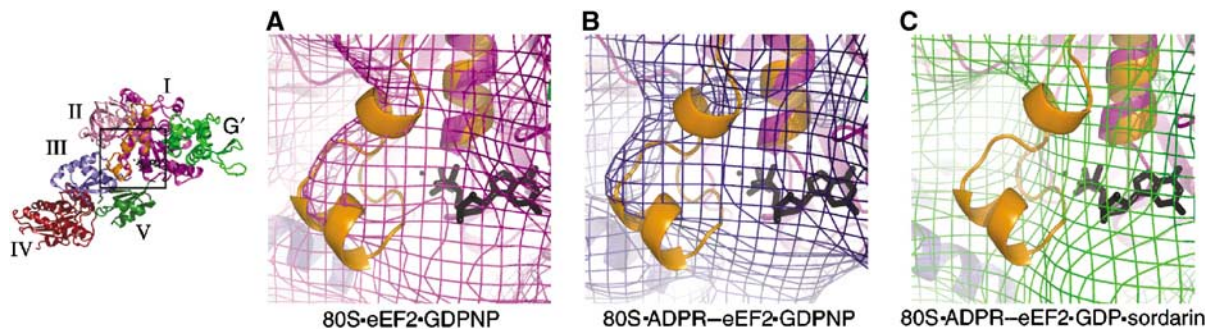 I
II
G′
III
V
IV
A
80S•eEF2•GDPNP
B
80S•ADPR–eEF2•GDPNP
C
80S•ADPR–eEF2•GDP•sordarin